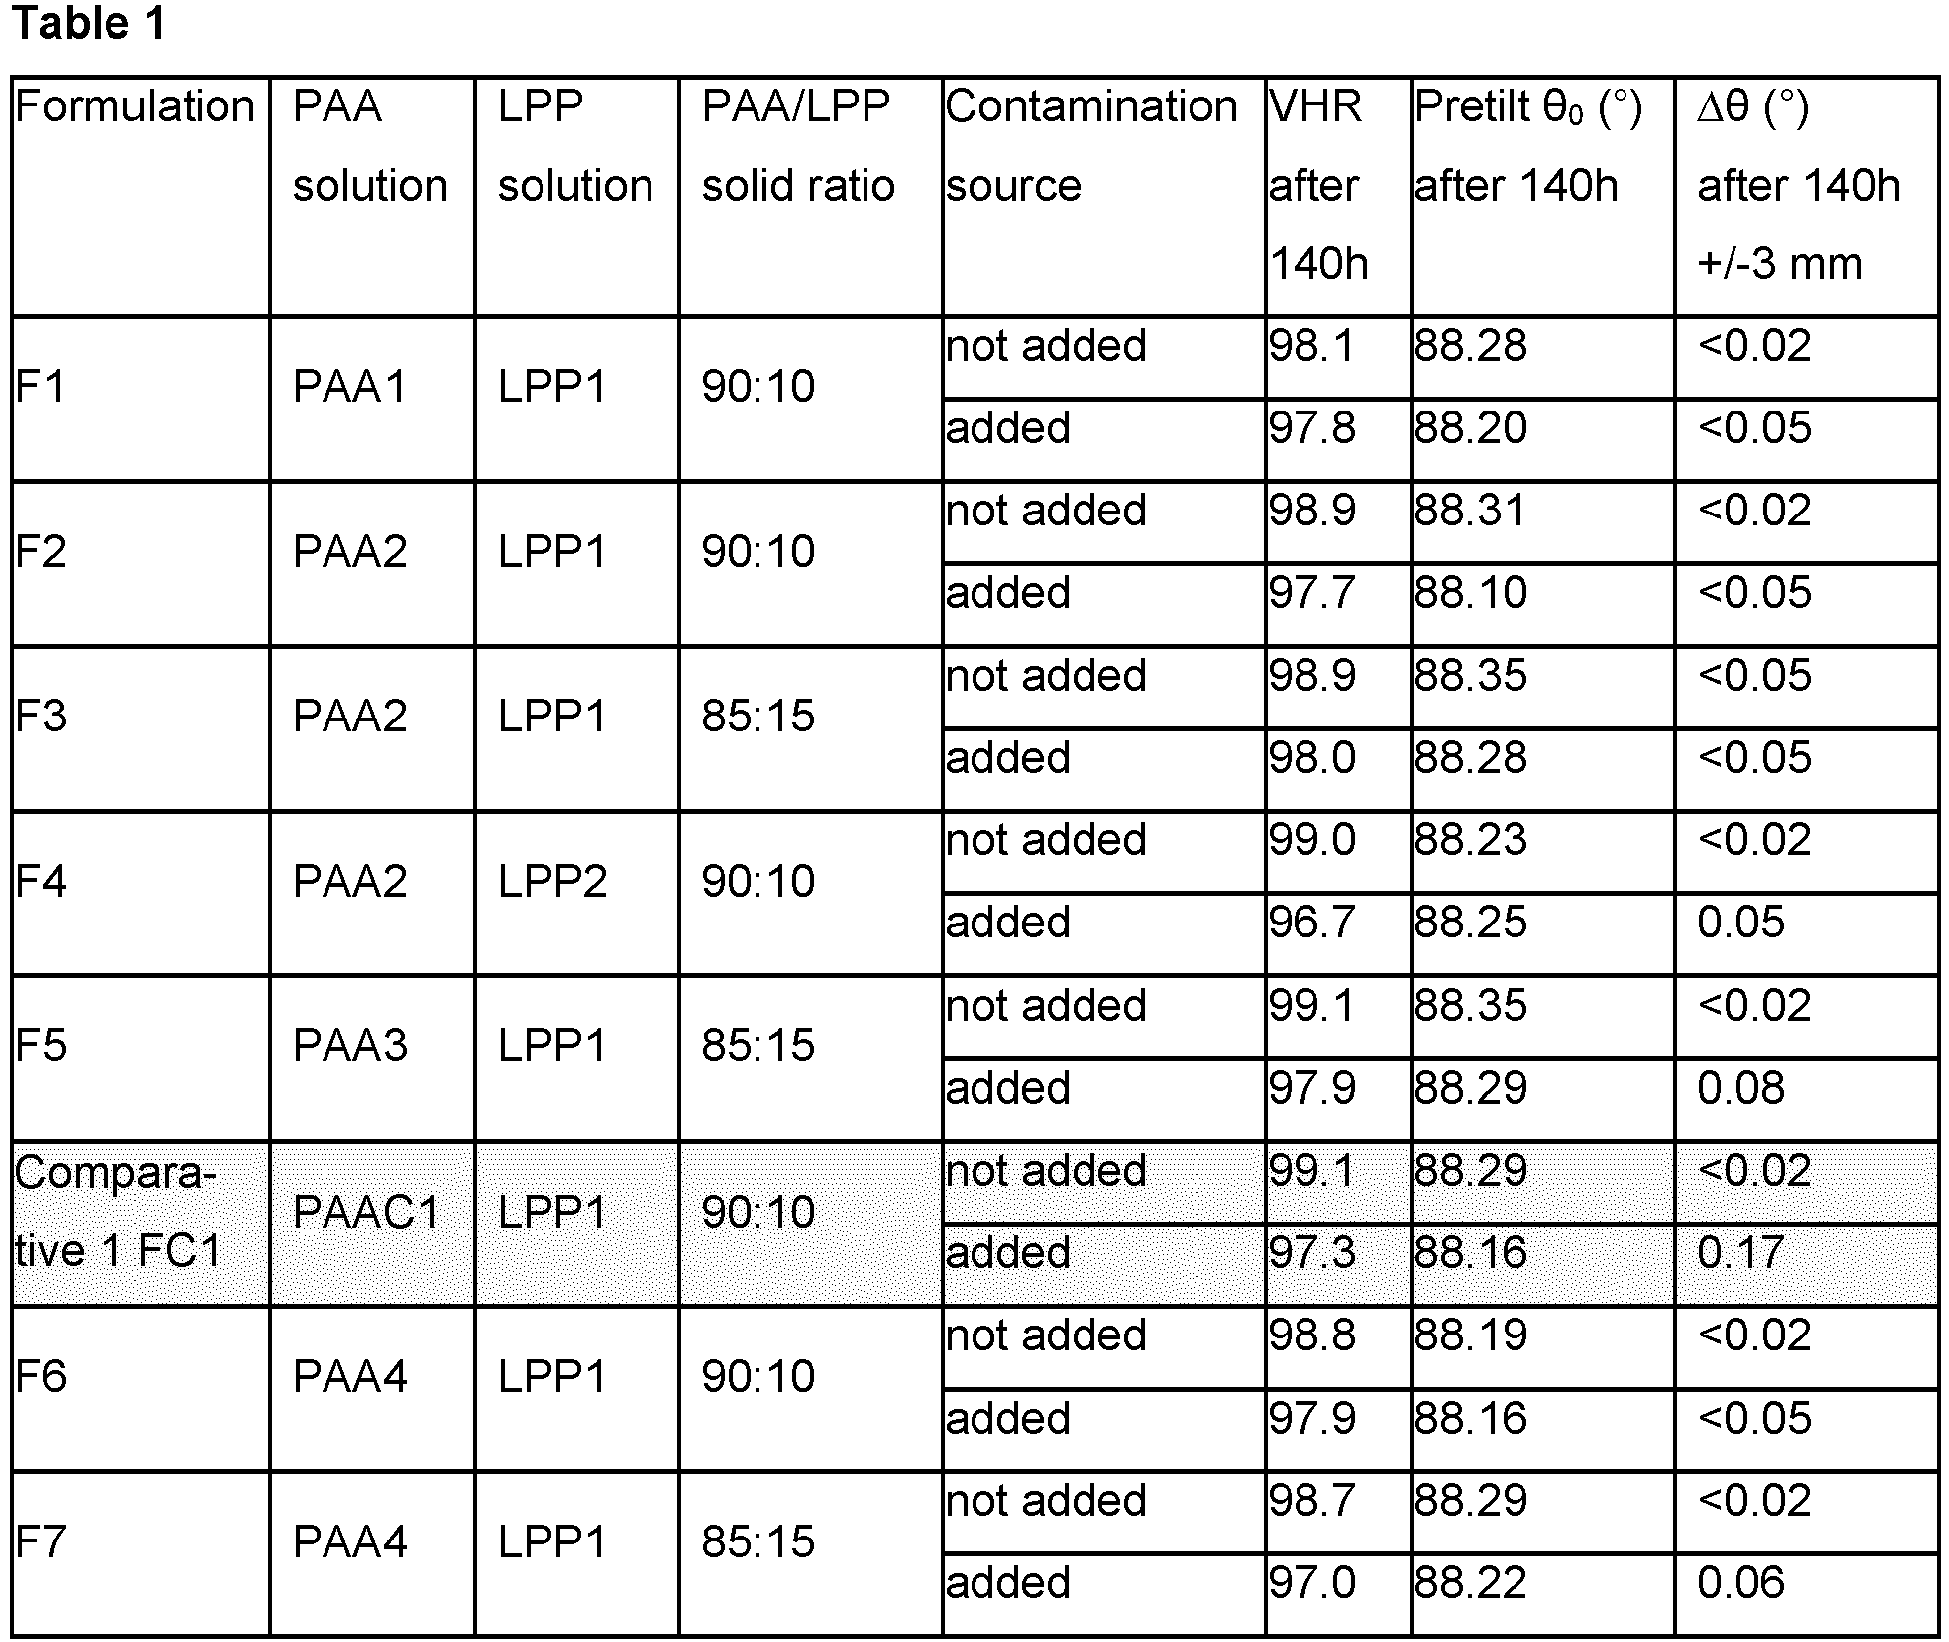 Table 1
Formulation PAA solution LPP solution PAA/LPP solid ratio Contamination source VHR after 140h Pretilt θ₀ (°) after 140h Δθ (°) after 140h +/-3 mm
F1 PAA1 LPP1 90:10 not added 98.1 88.28 <0.02
added 97.8 88.20 <0.05
F2 PAA2 LPP1 90:10 not added 98.9 88.31 <0.02
added 97.7 88.10 <0.05
F3 PAA2 LPP1 85:15 not added 98.9 88.35 <0.05
added 98.0 88.28 <0.05
F4 PAA2 LPP2 90:10 not added 99.0 88.23 <0.02
added 96.7 88.25 0.05
F5 PAA3 LPP1 85:15 not added 99.1 88.35 <0.02
added 97.9 88.29 0.08
Compara-
tive 1 FC1 PAAC1 LPP1 90:10 not added 99.1 88.29 <0.02
added 97.3 88.16 0.17
F6 PAA4 LPP1 90:10 not added 98.8 88.19 <0.02
added 97.9 88.16 <0.05
F7 PAA4 LPP1 85:15 not added 98.7 88.29 <0.02
added 97.0 88.22 0.06